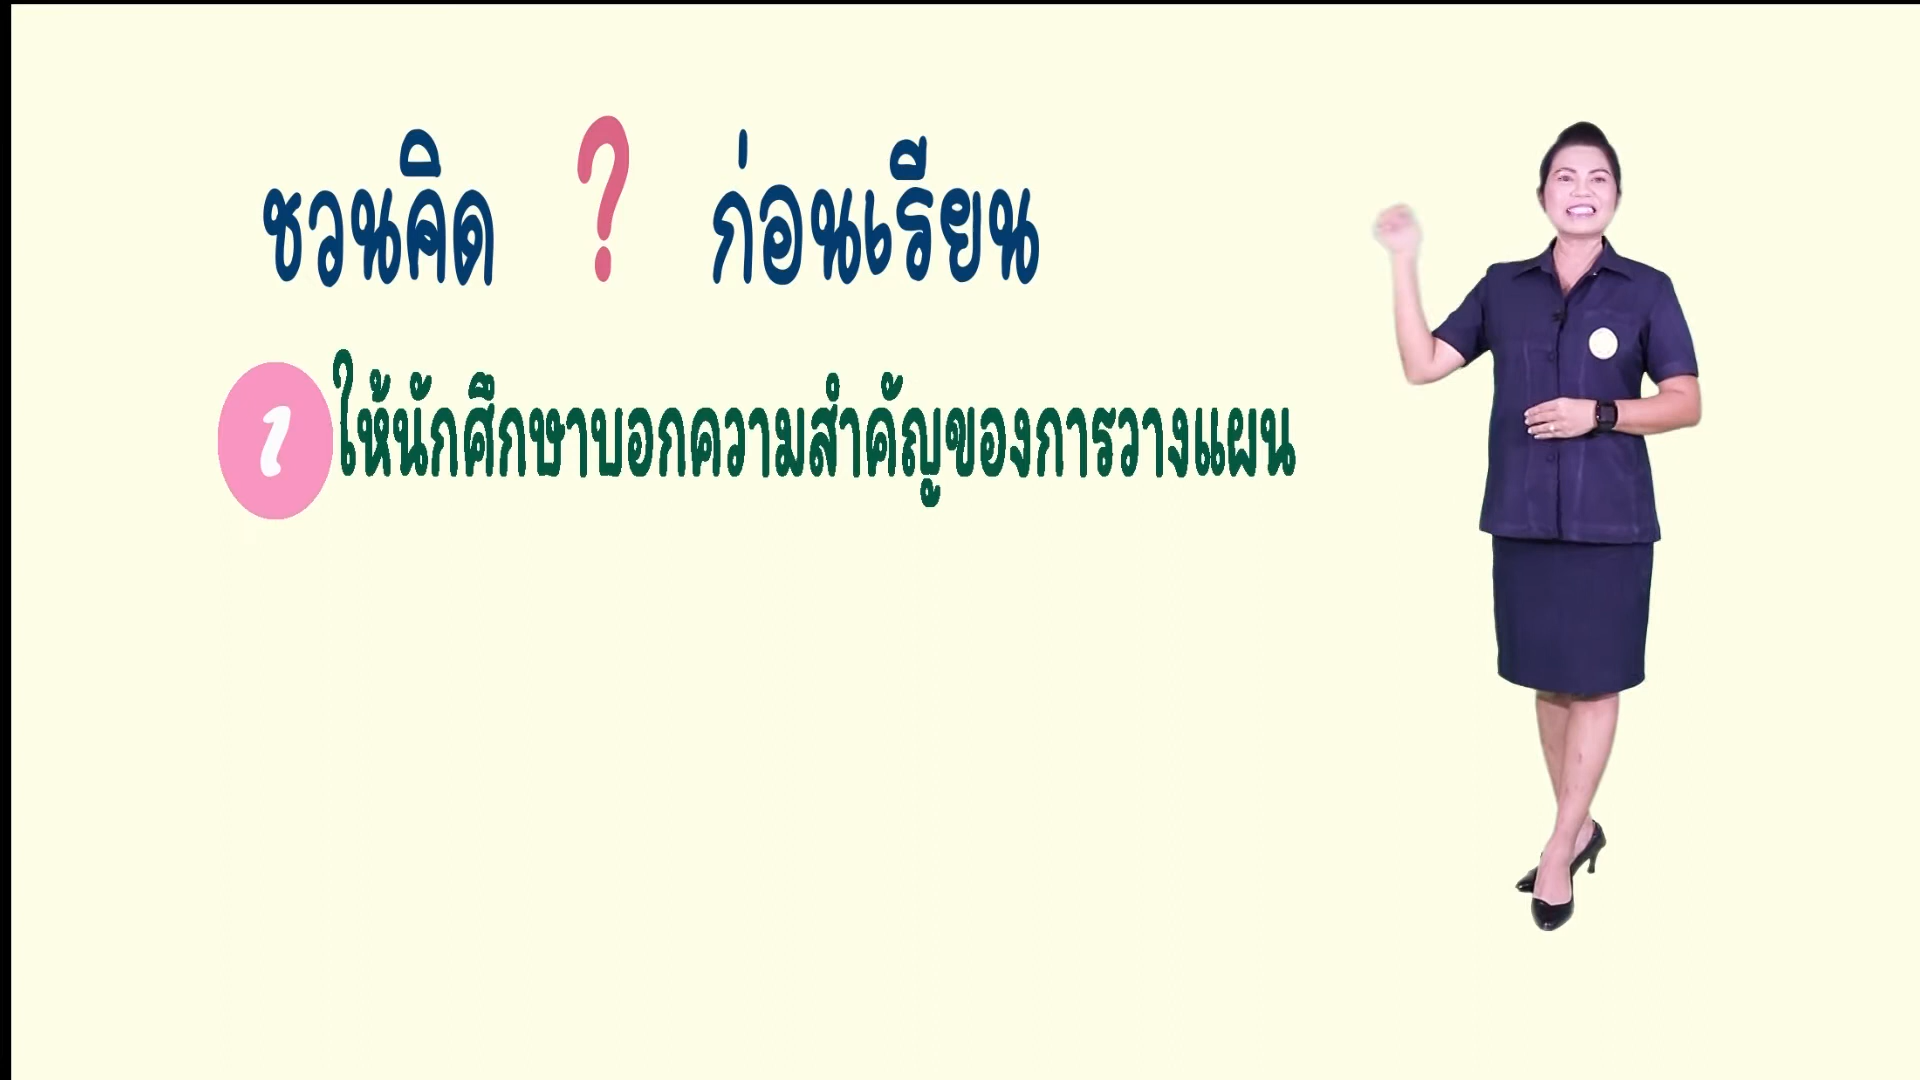 ชวนคิด ? ก่อนเรียน
1 ให้นักศึกษาบอกความสำคัญของการวางแผน